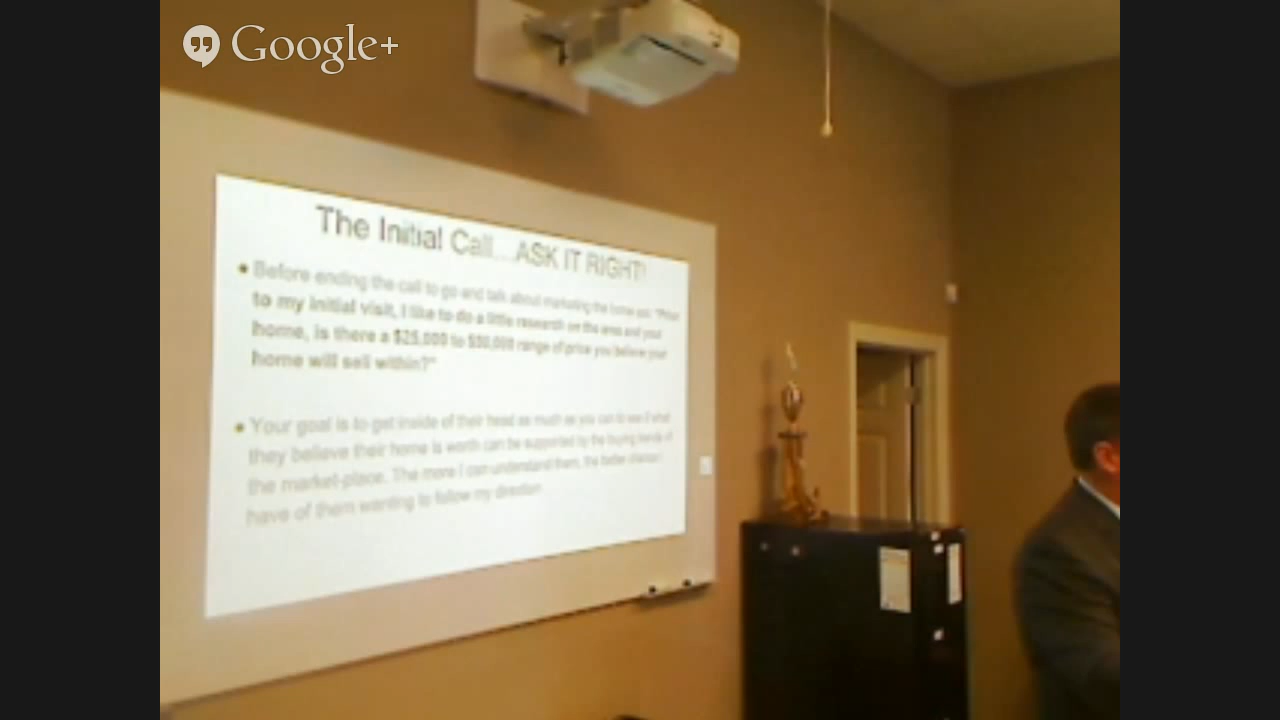 Google+
The Initial Call...ASK IT RIGHT!
Before ending the call to go and talk about marketing the home ask: "Prior
to my initial visit, I like to do a little research on the area and your
home, is there a $25,000 to $50,000 range of price you believe your
home will sell within?"
Your goal is to get inside of their head as much as you can to see if what
they believe their home is worth can be supported by the buying trends of
the market-place. The more I can understand them, the better chance I
have of them wanting to follow my direction